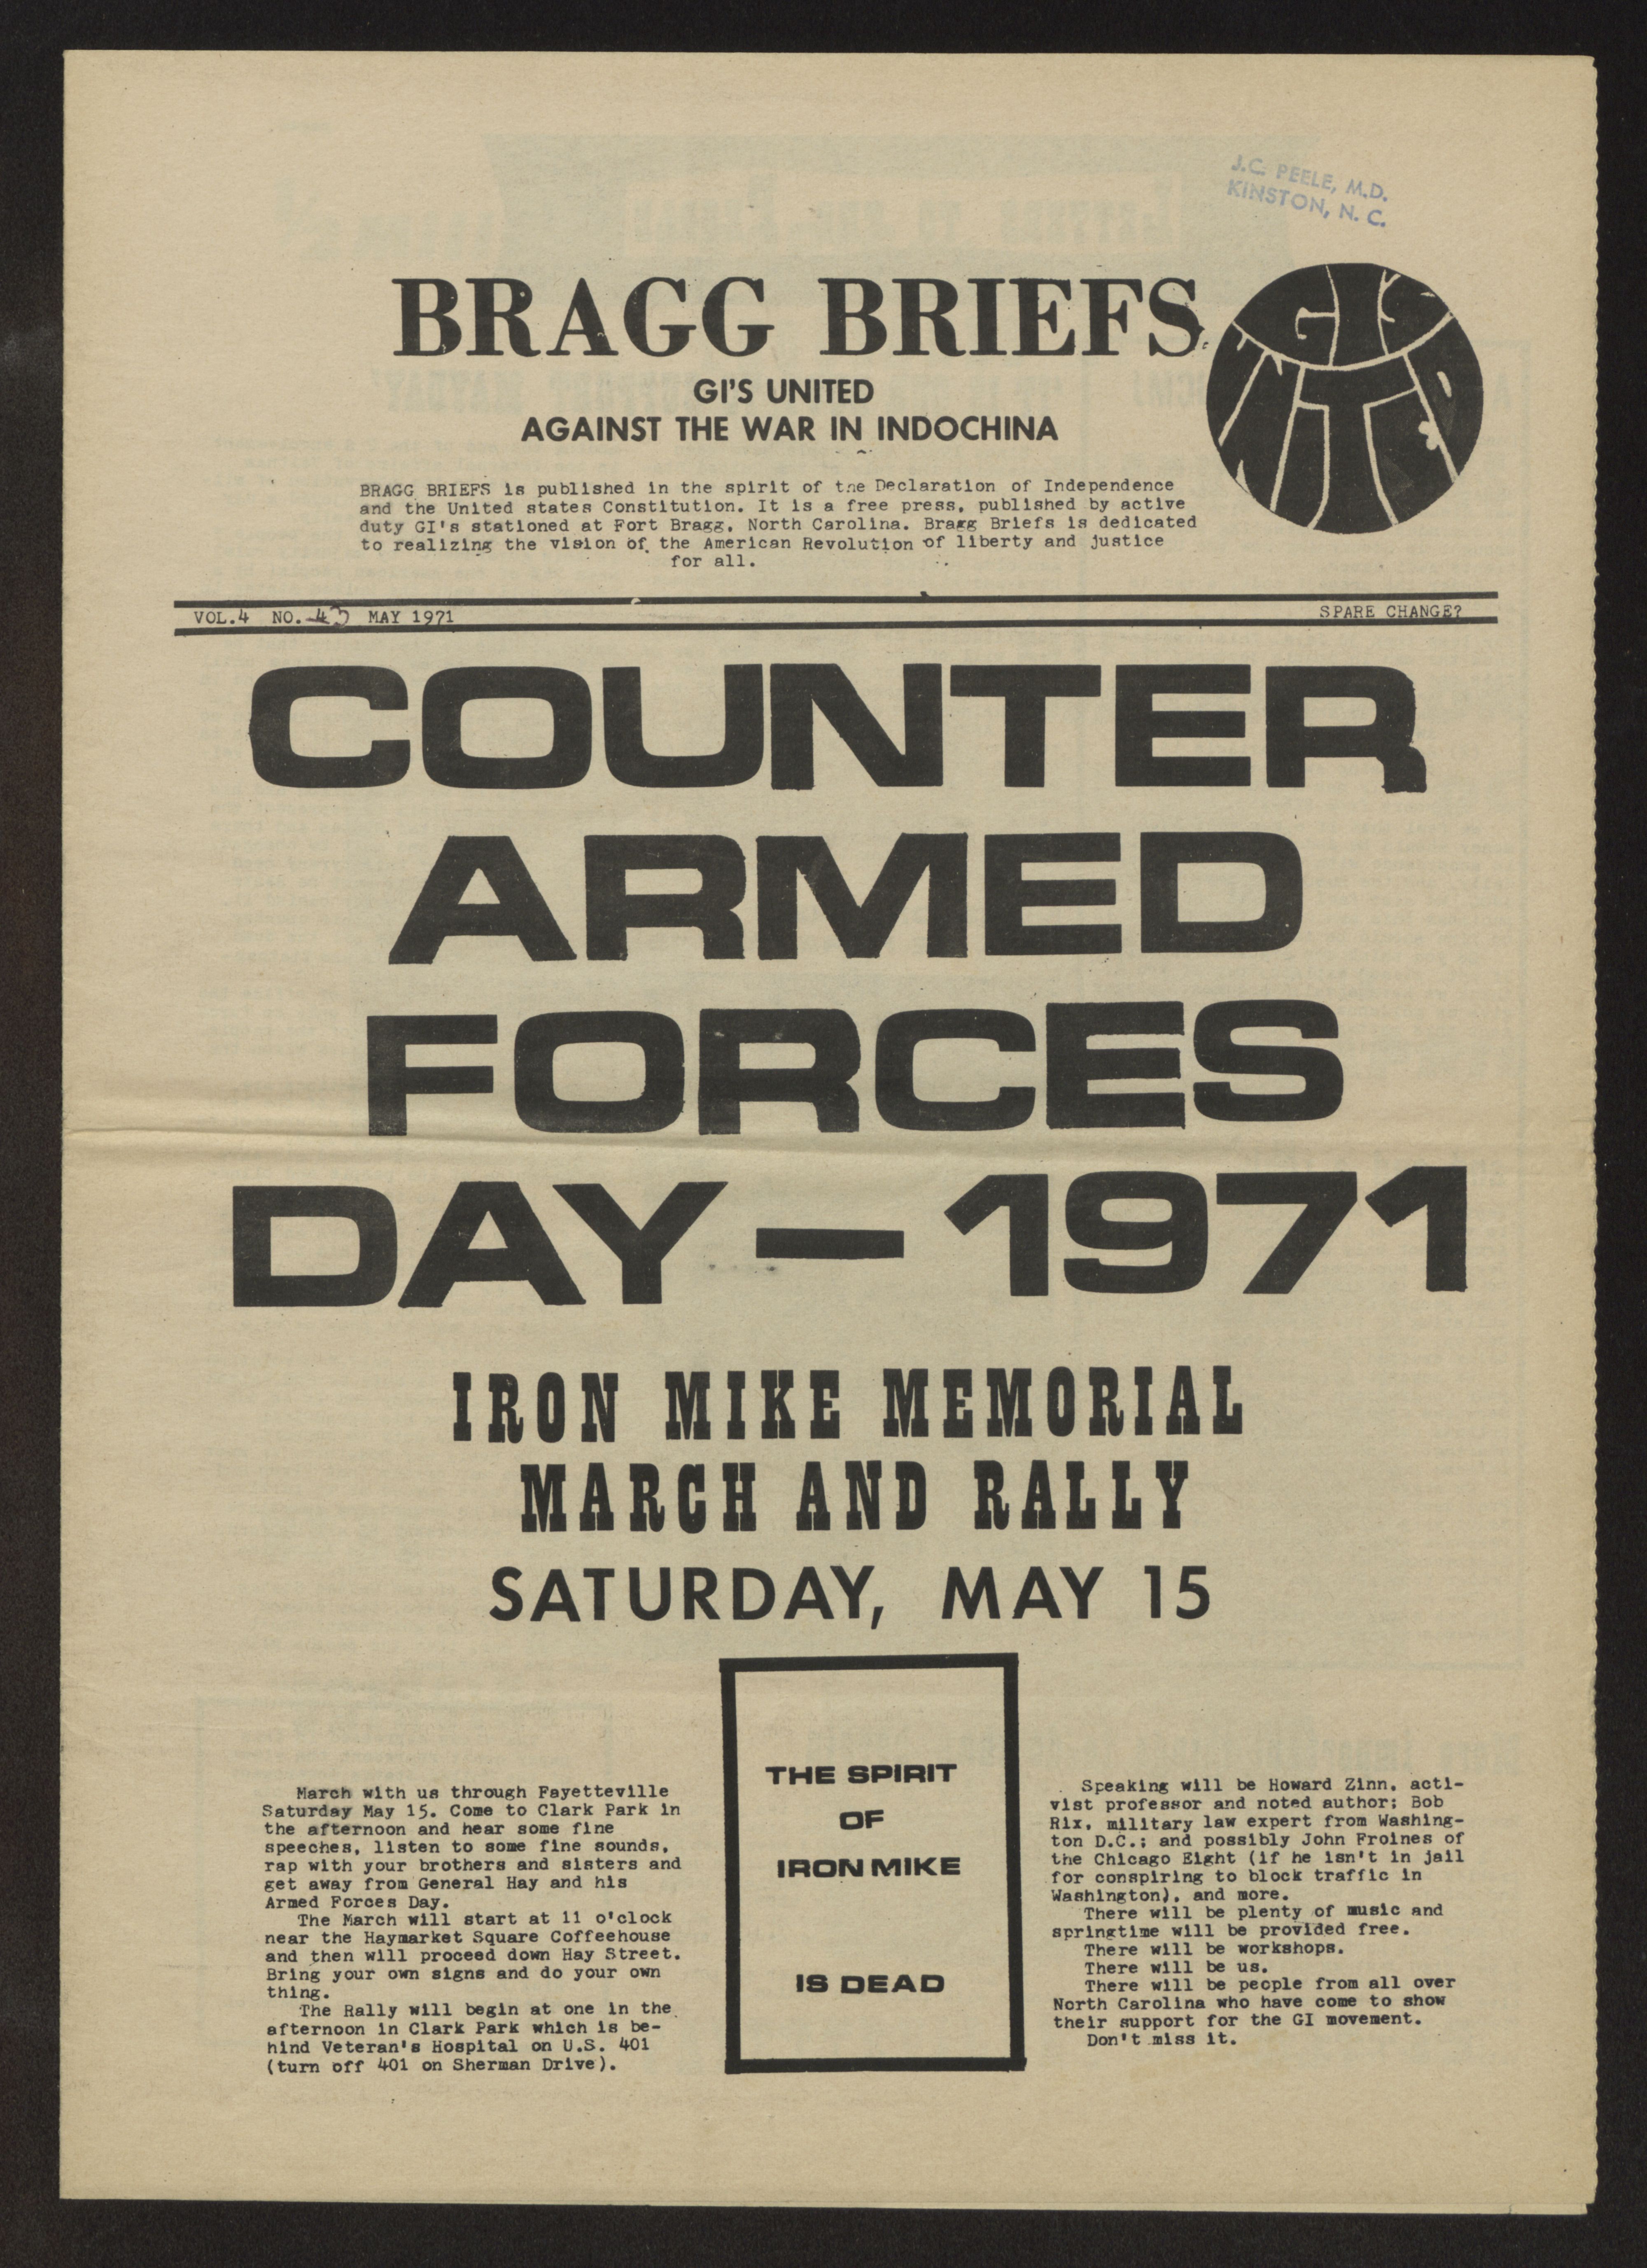 J.C. PEELE, M.D.
KINSTON, N. C.
BRAGG BRIEFS
GI'S UNITED
GI'S UNITED
AGAINST THE WAR IN INDOCHINA
BRAGG BRIEFS is published in the spirit of the Declaration of Independence
and the United states Constitution. It is a free press, published by active
duty GI's stationed at Fort Bragg, North Carolina. Bragg Briefs is dedicated
to realizing the vision of the American Revolution of liberty and justice
for all.
VOL.4 NO. MAY 1971 SPARE CHANGE?
COUNTER
ARMED
FORCES
DAY — 1971
IRON MIKE MEMORIAL
MARCH AND RALLY
SATURDAY, MAY 15
March with us through Fayetteville
Saturday May 15. Come to Clark Park in
the afternoon and hear some fine
speeches, listen to some fine sounds,
rap with your brothers and sisters and
get away from General Hay and his
Armed Forces Day.
The March will start at 11 o'clock
near the Haymarket Square Coffeehouse
and then will proceed down Hay Street.
Bring your own signs and do your own
thing.
The Rally will begin at one in the
afternoon in Clark Park which is be-
hind Veteran's Hospital on U.S. 401
(turn off 401 on Sherman Drive).
THE SPIRIT
OF
IRON MIKE
IS DEAD
Speaking will be Howard Zinn, acti-
vist professor and noted author; Bob
Rix, military law expert from Washing-
ton D.C.; and possibly John Froines of
the Chicago Eight (if he isn't in jail
for conspiring to block traffic in
Washington), and more.
There will be plenty of music and
springtime will be provided free.
There will be workshops.
There will be us.
There will be people from all over
North Carolina who have come to show
their support for the GI movement.
Don't miss it.